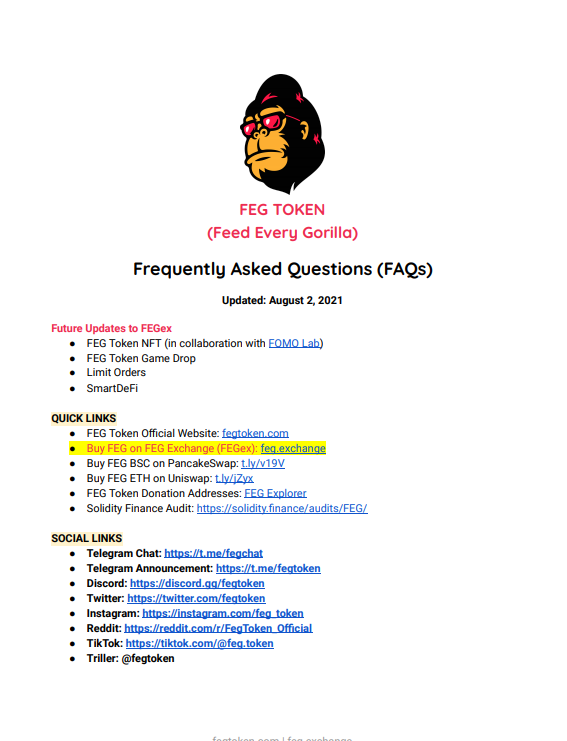 FEG TOKEN
(Feed Every Gorilla)
Frequently Asked Questions (FAQs)
Updated: August 2, 2021
Future Updates to FEGex
● FEG Token NFT (in collaboration with FOMO Lab)
● FEG Token Game Drop
● Limit Orders
● SmartDeFi
QUICK LINKS
● FEG Token Official Website: fegtoken.com
● Buy FEG on FEG Exchange (FEGex): feg.exchange
● Buy FEG BSC on PancakeSwap: t.ly/v19V
● Buy FEG ETH on Uniswap: t.ly/jZyx
● FEG Token Donation Addresses: FEG Explorer
● Solidity Finance Audit: https://solidity.finance/audits/FEG/
SOCIAL LINKS
● Telegram Chat: https://t.me/fegchat
● Telegram Announcement: https://t.me/fegtoken
● Discord: https://discord.gg/fegtoken
● Twitter: https://twitter.com/fegtoken
● Instagram: https://instagram.com/feg_token
● Reddit: https://reddit.com/r/FegToken_Official
● TikTok: https://tiktok.com/@feg.token
● Triller: @fegtoken
fegtoken.com | feg.exchange